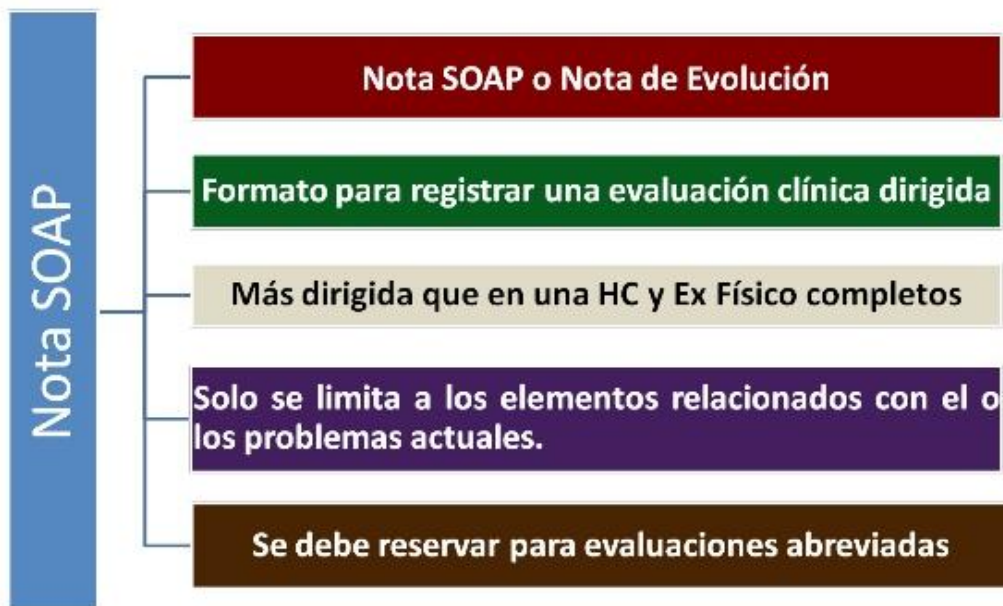 Nota SOAP
Nota SOAP o Nota de Evolución
Formato para registrar una evaluación clínica dirigida
Más dirigida que en una HC y Ex Físico completos
Solo se limita a los elementos relacionados con el o
los problemas actuales.
Se debe reservar para evaluaciones abreviadas